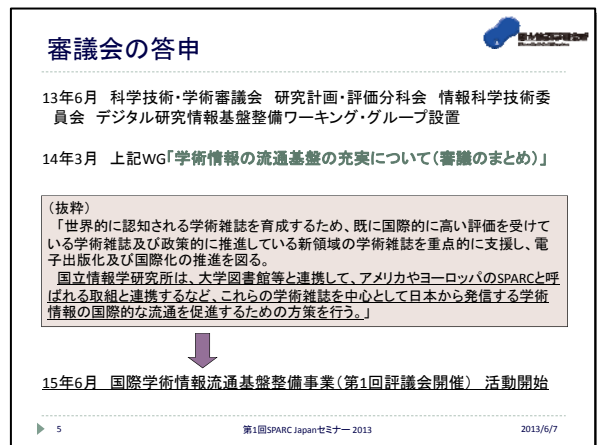 審議会の答申
13年6月 科学技術・学術審議会 研究計画・評価分科会 情報科学技術委
員会 デジタル研究情報基盤整備ワーキング・グループ設置
14年3月 上記WG「学術情報の流通基盤の充実について（審議のまとめ）」
（抜粋）
「世界的に認知される学術雑誌を育成するため、既に国際的に高い評価を受けて
いる学術雑誌及び政策的に推進している新領域の学術雑誌を重点的に支援し、電
子出版化及び国際化の推進を図る。
国立情報学研究所は、大学図書館等と連携して、アメリカやヨーロッパのSPARCと呼
ばれる取組と連携するなど、これらの学術雑誌を中心として日本から発信する学術
情報の国際的な流通を促進するための方策を行う。」
15年6月 国際学術情報流通基盤整備事業（第1回評議会開催） 活動開始
5
第1回SPARC Japanセミナー 2013
2013/6/7